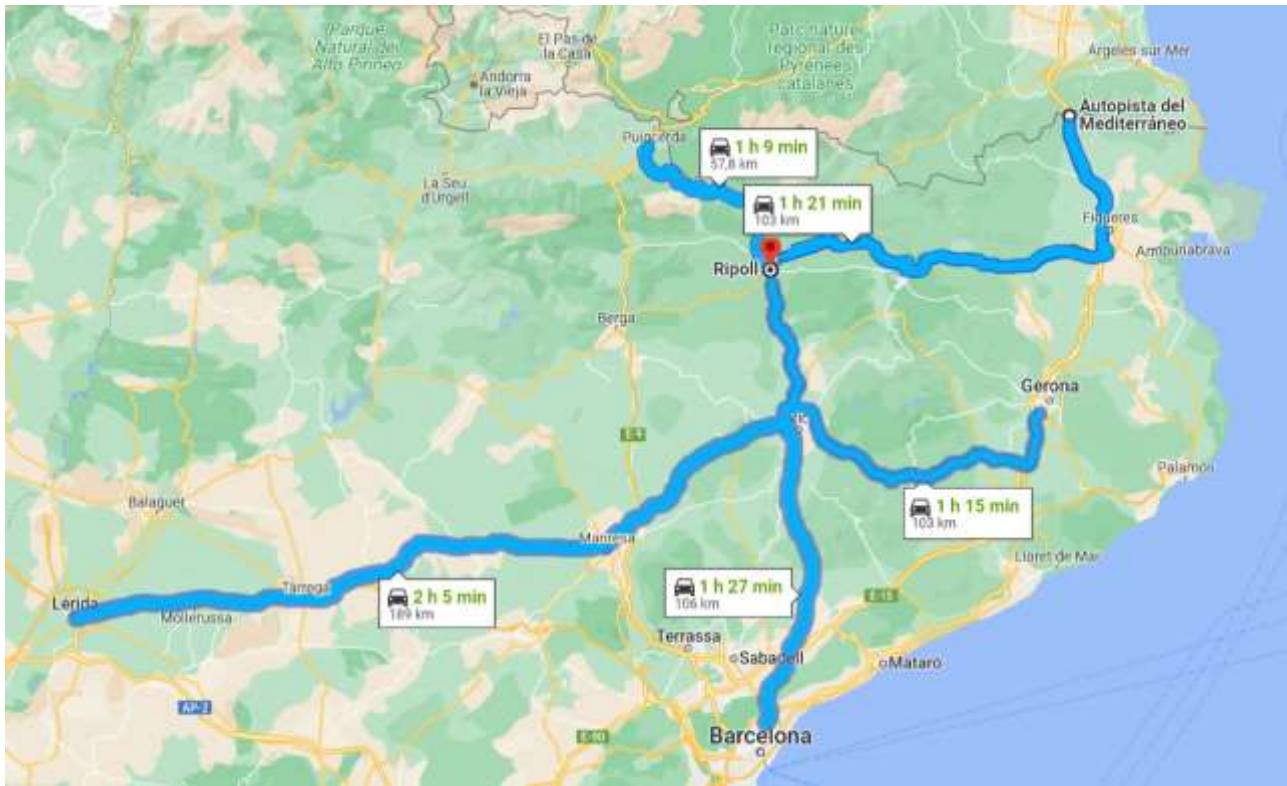 Parque
Natural del
Alto Pirineo
El Pas de
la Casa
Andorra
la Vieja
Parc naturel
régional des
Pyrénées
catalanes
Argelès-sur-Mer
Autopista del
Mediterráneo
Puigcerdà
1 h 9 min
57,8 km
La Seu
d'Urgell
1 h 21 min
103 km
Figueres
Ampuriabrava
Ripoll
Berga
Gerona
E-9
Palamós
Balaguer
1 h 15 min
103 km
Manresa
Lloret de Mar
Tàrrega
2 h 5 min
189 km
1 h 27 min
106 km
E-15
Lérida
Mollerussa
Terrassa
Sabadell
Mataró
AP-2
E-90
Barcelona